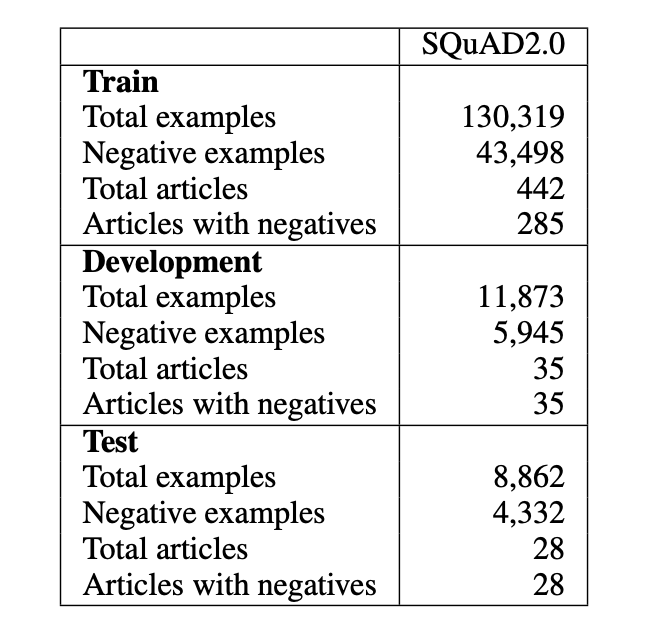 SQuAD2.0
Train
Total examples 130,319
Negative examples 43,498
Total articles 442
Articles with negatives 285
Development
Total examples 11,873
Negative examples 5,945
Total articles 35
Articles with negatives 35
Test
Total examples 8,862
Negative examples 4,332
Total articles 28
Articles with negatives 28